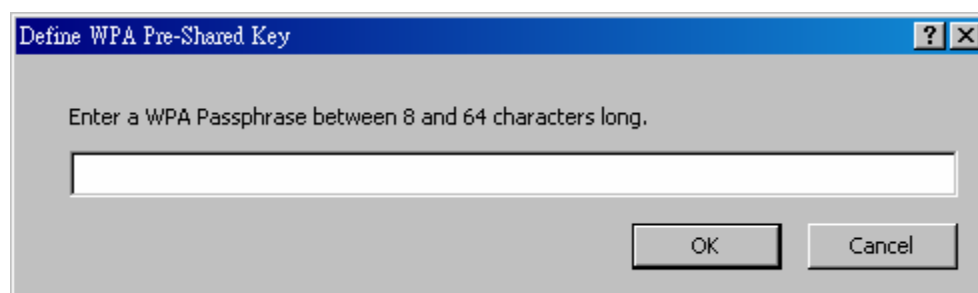 Define WPA Pre-Shared Key
Enter a WPA Passphrase between 8 and 64 characters long.
OK
Cancel